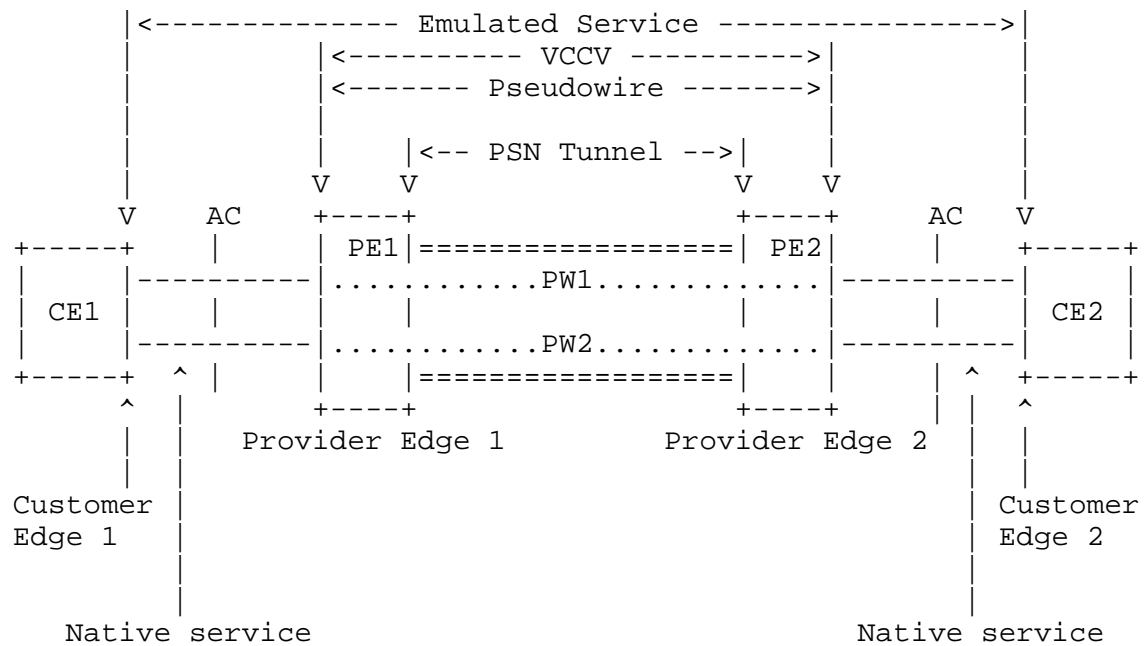 |<-------------- Emulated Service ---------------->|
|<---------- VCCV ---------->|
|<------- Pseudowire ------->|
|<-- PSN Tunnel -->|
V V V V
V AC +----+ +----+ AC V
+-----+ | | PE1|==================| PE2| | +-----+
| |----------|............PW1.............|----------| |
| CE1 | | | | | | | | CE2 |
| |----------|............PW2.............|----------| |
+-----+ ^ | | |==================| | | ^ +-----+
^ | +----+ +----+ | | ^
| | Provider Edge 1 Provider Edge 2 | |
Customer | | Customer
Edge 1 | | Edge 2
Native service Native service